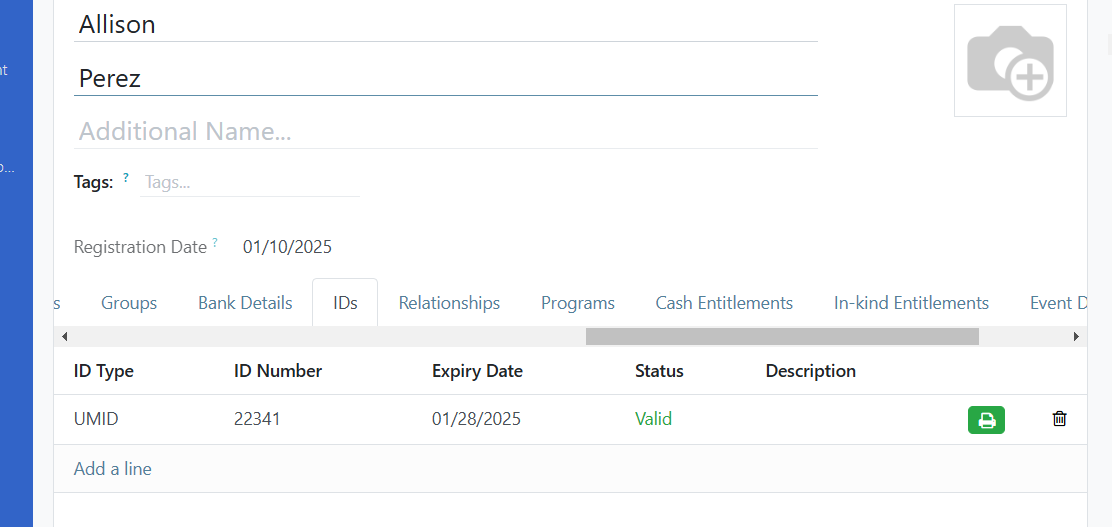 Allison
Perez
Additional Name...
Tags: ? Tags...
Registration Date ? 01/10/2025
s Groups Bank Details IDs Relationships Programs Cash Entitlements In-kind Entitlements Event D
ID Type ID Number Expiry Date Status Description
UMID 22341 01/28/2025 Valid
Add a line